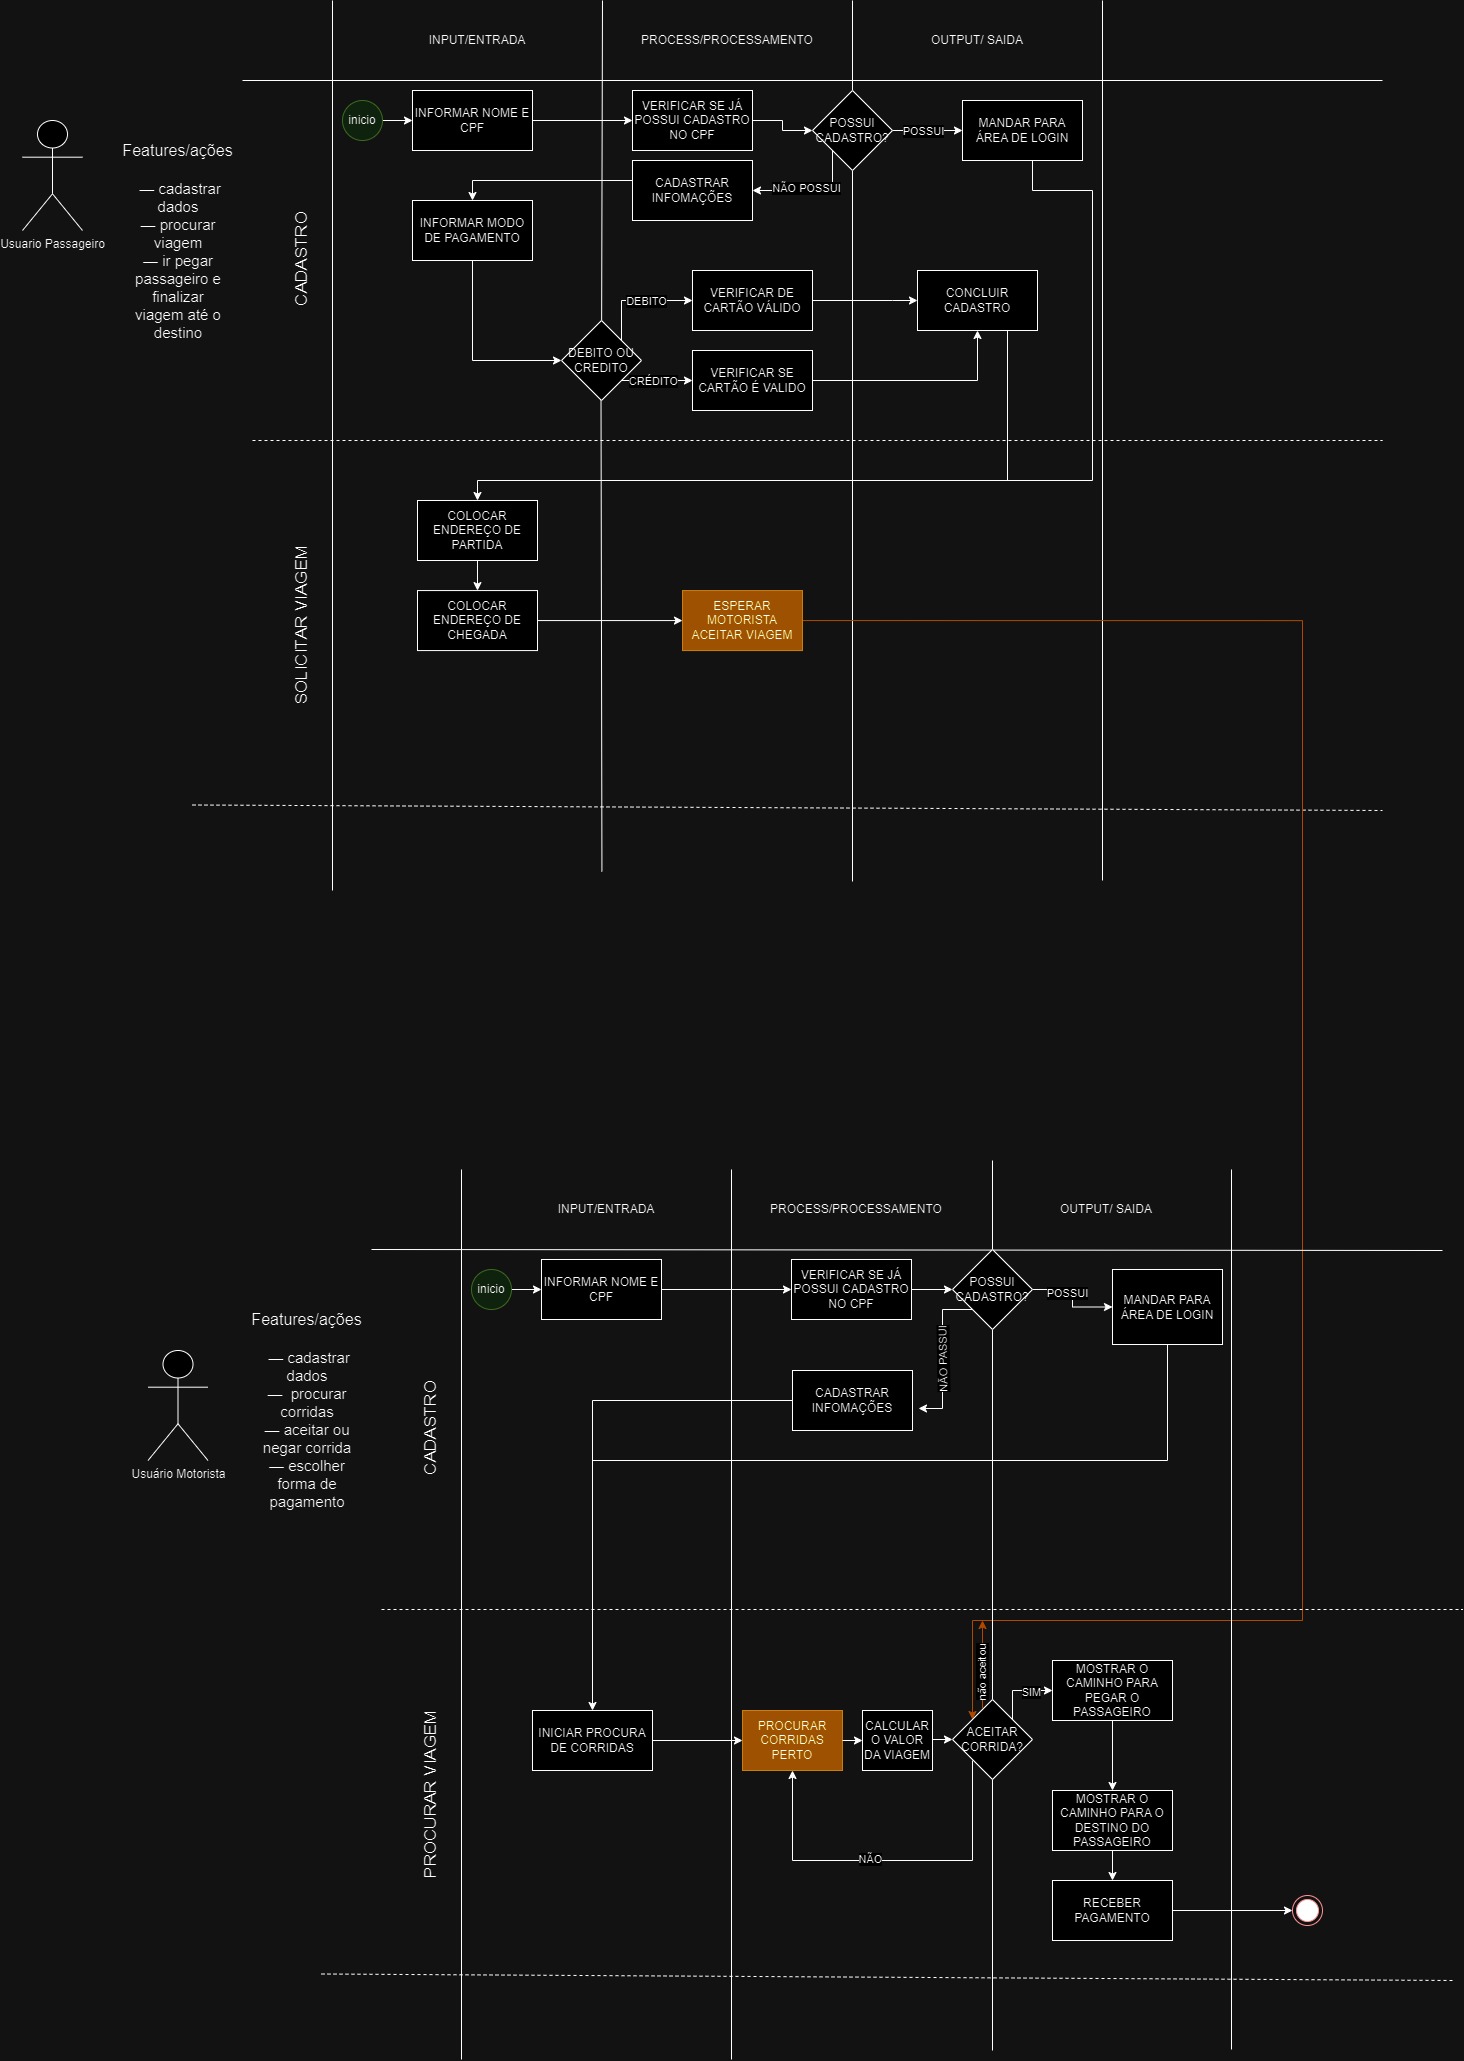 INPUT/ENTRADA
PROCESS/PROCESSAMENTO
OUTPUT/ SAIDA
inicio
INFORMAR NOME E
CPF
VERIFICAR SE JÁ
POSSUI CADASTRO
NO CPF
POSSUI
CADASTRO?
POSSUI
MANDAR PARA
ÁREA DE LOGIN
Features/ações
— cadastrar
dados
— procurar
viagem
— ir pegar
passageiro e
finalizar
viagem até o
destino
Usuario Passageiro
CADASTRO
NÃO POSSUI
CADASTRAR
INFOMAÇÕES
INFORMAR MODO
DE PAGAMENTO
DEBITO OU
CREDITO
DEBITO
VERIFICAR DE
CARTÃO VÁLIDO
CONCLUIR
CADASTRO
CRÉDITO
VERIFICAR SE
CARTÃO É VALIDO
SOLICITAR VIAGEM
COLOCAR
ENDEREÇO DE
PARTIDA
COLOCAR
ENDEREÇO DE
CHEGADA
ESPERAR
MOTORISTA
ACEITAR VIAGEM
INPUT/ENTRADA
PROCESS/PROCESSAMENTO
OUTPUT/ SAIDA
inicio
INFORMAR NOME E
CPF
VERIFICAR SE JÁ
POSSUI CADASTRO
NO CPF
POSSUI
CADASTRO?
POSSUI
MANDAR PARA
ÁREA DE LOGIN
Features/ações
— cadastrar
dados
— procurar
corridas
— aceitar ou
negar corrida
— escolher
forma de
pagamento
Usuário Motorista
CADASTRO
NÃO PASSUI
CADASTRAR
INFOMAÇÕES
PROCURAR VIAGEM
INICIAR PROCURA
DE CORRIDAS
PROCURAR
CORRIDAS
PERTO
CALCULAR
O VALOR
DA VIAGEM
não aceitou
ACEITAR
CORRIDA?
SIM
NÃO
MOSTRAR O
CAMINHO PARA
PEGAR O
PASSAGEIRO
MOSTRAR O
CAMINHO PARA O
DESTINO DO
PASSAGEIRO
RECEBER
PAGAMENTO